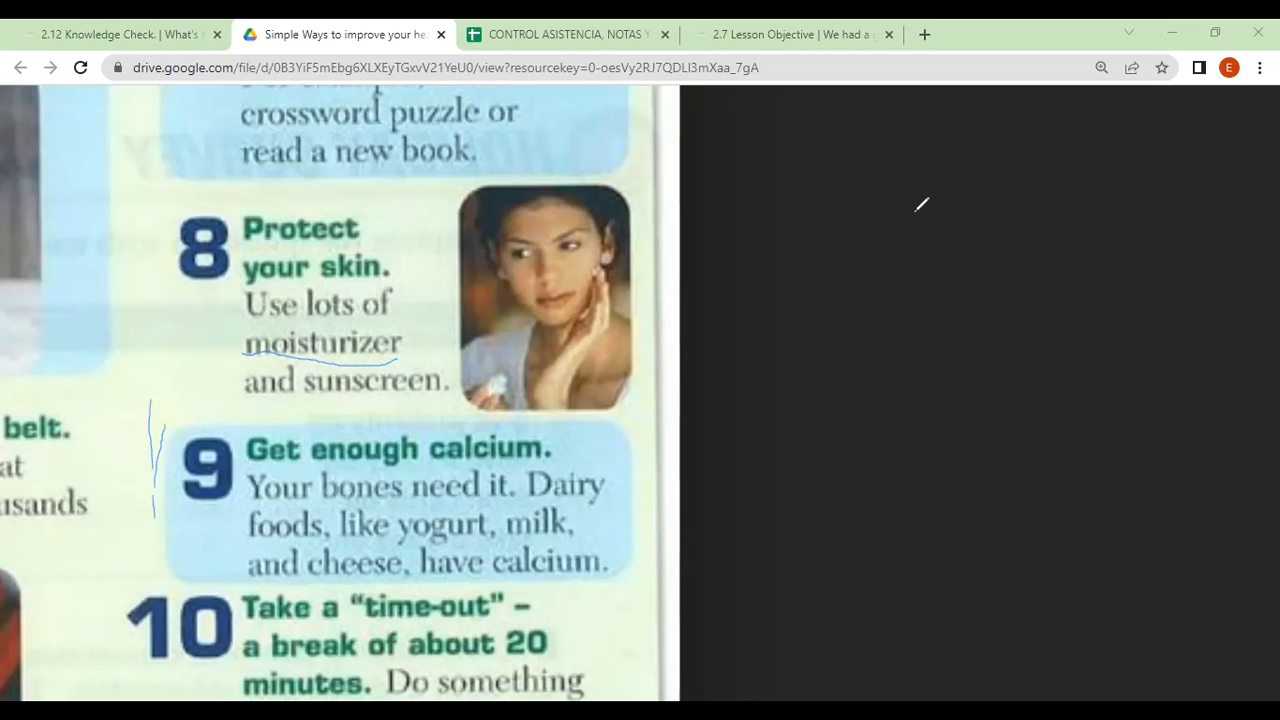 2.12 Knowledge Check. | What's
Simple Ways to improve your he
CONTROL ASISTENCIA, NOTAS Y
2.7 Lesson Objective | We had a g
drive.google.com/file/d/0B3YiF5mEbg6XLXEyTGxvV21YeU0/view?resourcekey=0-oesVy2RJ7QDLI3mXaa_7gA
E
crossword puzzle or
read a new book.
8 Protect
your skin.
Use lots of
moisturizer
and sunscreen.
belt.
at
usands
9 Get enough calcium.
Your bones need it. Dairy
foods, like yogurt, milk,
and cheese, have calcium.
10 Take a “time-out” –
a break of about 20
minutes. Do something